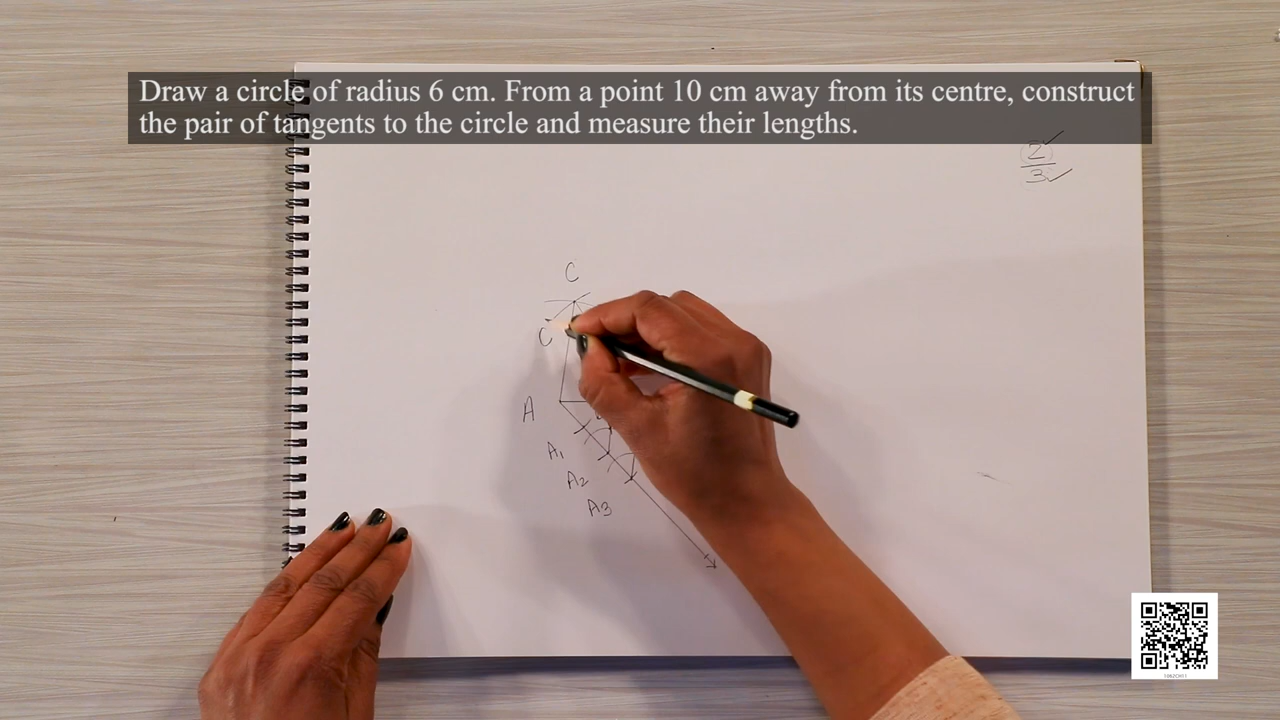 Draw a circle of radius 6 cm. From a point 10 cm away from its centre, construct
the pair of tangents to the circle and measure their lengths.
2
3
C
C
A
A1
A2
A3